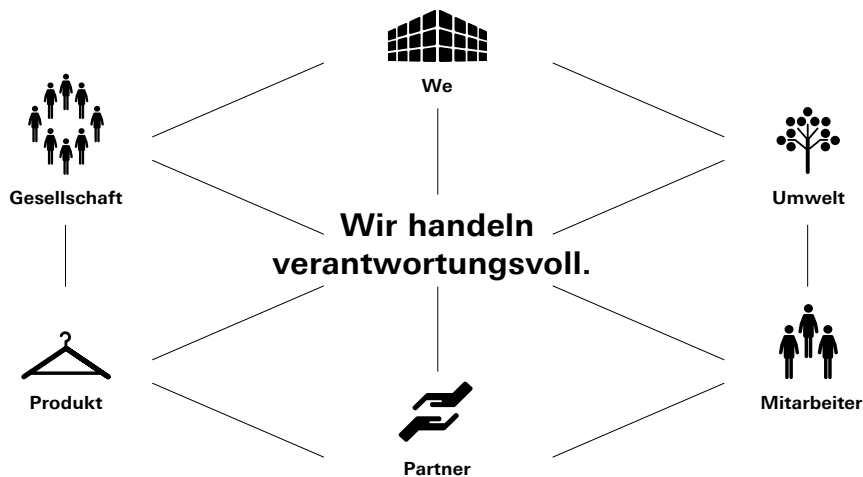 We
Gesellschaft
Umwelt
Wir handeln
verantwortungsvoll.
Produkt
Mitarbeiter
Partner